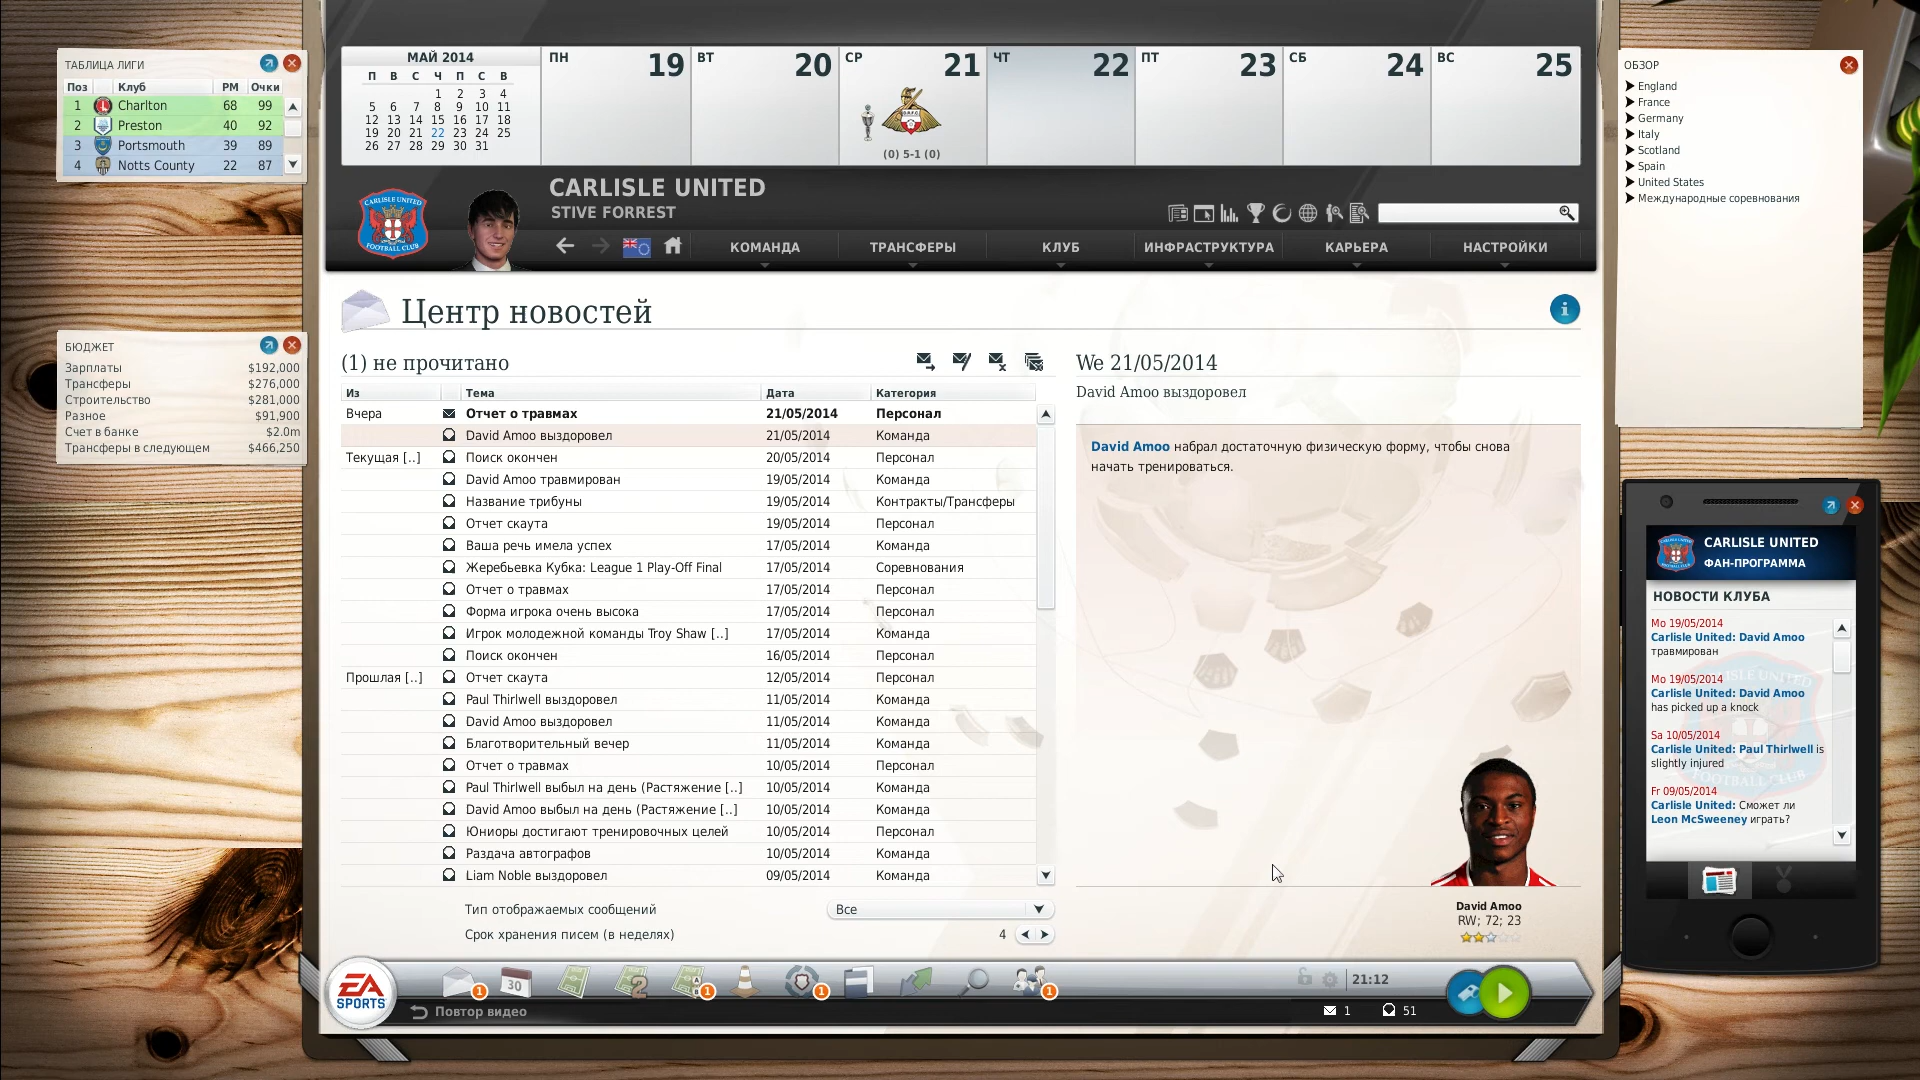 ТАБЛИЦА ЛИГИ
Поз Клуб РМ Очки
1 Charlton 68 99
2 Preston 40 92
3 Portsmouth 39 89
4 Notts County 22 87
БЮДЖЕТ
Зарплаты $192,000
Трансферы $276,000
Строительство $281,000
Разное $91,900
Счет в банке $2.0m
Трансферы в следующем $466,250
МАЙ 2014
П В С Ч П С В
1 2 3 4
5 6 7 8 9 10 11
12 13 14 15 16 17 18
19 20 21 22 23 24 25
26 27 28 29 30 31
ПН 19 ВТ 20 СР 21 ЧТ 22 ПТ 23 СБ 24 ВС 25
(0) 5-1 (0)
CARLISLE UNITED
STIVE FORREST
CARLISLE UNITED
FOOTBALL CLUB
КОМАНДА ТРАНСФЕРЫ КЛУБ ИНФРАСТРУКТУРА КАРЬЕРА НАСТРОЙКИ
Центр новостей
(1) не прочитано
Из Тема Дата Категория
Вчера Отчет о травмах 21/05/2014 Персонал
David Amoo выздоровел 21/05/2014 Команда
Текущая [..] Поиск окончен 20/05/2014 Персонал
David Amoo травмирован 19/05/2014 Команда
Название трибуны 19/05/2014 Контракты/Трансферы
Отчет скаута 19/05/2014 Персонал
Ваша речь имела успех 17/05/2014 Команда
Жеребьевка Кубка: League 1 Play-Off Final 17/05/2014 Соревнования
Отчет о травмах 17/05/2014 Персонал
Форма игрока очень высока 17/05/2014 Персонал
Игрок молодежной команды Troy Shaw [..] 17/05/2014 Команда
Поиск окончен 16/05/2014 Персонал
Прошлая [..] Отчет скаута 12/05/2014 Персонал
Paul Thirlwell выздоровел 11/05/2014 Команда
David Amoo выздоровел 11/05/2014 Команда
Благотворительный вечер 11/05/2014 Команда
Отчет о травмах 10/05/2014 Персонал
Paul Thirlwell выбыл на день (Растяжение [..] 10/05/2014 Команда
David Amoo выбыл на день (Растяжение [..] 10/05/2014 Команда
Юниоры достигают тренировочных целей 10/05/2014 Персонал
Раздача автографов 10/05/2014 Команда
Liam Noble выздоровел 09/05/2014 Команда
Тип отображаемых сообщений Все
Срок хранения писем (в неделях) 4
We 21/05/2014
David Amoo выздоровел
David Amoo набрал достаточную физическую форму, чтобы снова
начать тренироваться.
David Amoo
RW; 72; 23
ОБЗОР
England
France
Germany
Italy
Scotland
Spain
United States
Международные соревнования
CARLISLE UNITED
ФАН-ПРОГРАММА
НОВОСТИ КЛУБА
Mo 19/05/2014
Carlisle United: David Amoo
травмирован
Mo 19/05/2014
Carlisle United: David Amoo
has picked up a knock
Sa 10/05/2014
Carlisle United: Paul Thirlwell is
slightly injured
Fr 09/05/2014
Carlisle United: Сможет ли
Leon McSweeney играть?
EA
SPORTS
1 30 2 1 1 1
21:12
Повтор видео
1 51